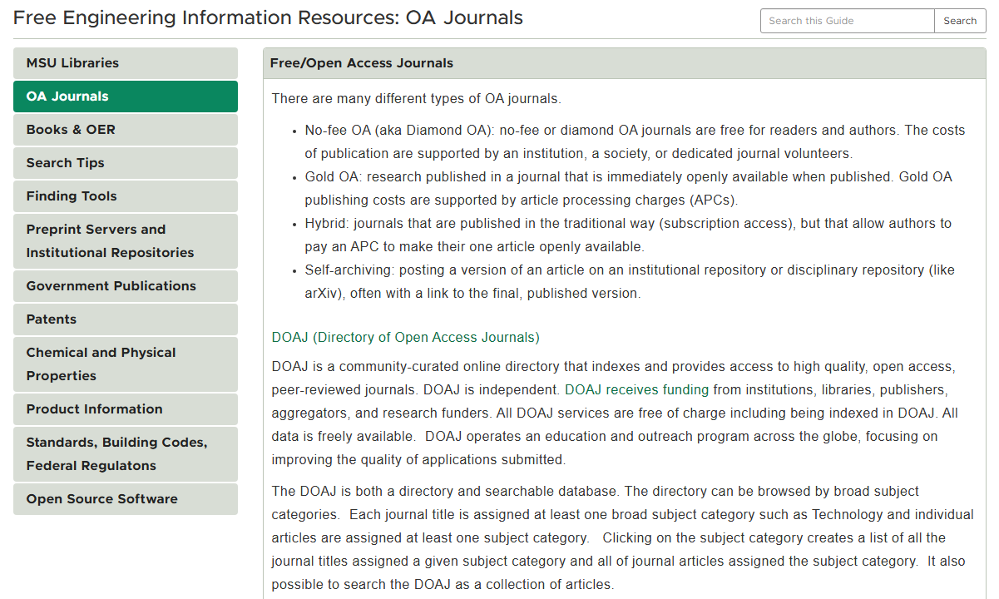 Free Engineering Information Resources: OA Journals
Search this Guide
Search
MSU Libraries
OA Journals
Books & OER
Search Tips
Finding Tools
Preprint Servers and
Institutional Repositories
Government Publications
Patents
Chemical and Physical
Properties
Product Information
Standards, Building Codes,
Federal Regulatons
Open Source Software
Free/Open Access Journals
There are many different types of OA journals.
• No-fee OA (aka Diamond OA): no-fee or diamond OA journals are free for readers and authors. The costs
of publication are supported by an institution, a society, or dedicated journal volunteers.
• Gold OA: research published in a journal that is immediately openly available when published. Gold OA
publishing costs are supported by article processing charges (APCs).
• Hybrid: journals that are published in the traditional way (subscription access), but that allow authors to
pay an APC to make their one article openly available.
• Self-archiving: posting a version of an article on an institutional repository or disciplinary repository (like
arXiv), often with a link to the final, published version.
DOAJ (Directory of Open Access Journals)
DOAJ is a community-curated online directory that indexes and provides access to high quality, open access,
peer-reviewed journals. DOAJ is independent. DOAJ receives funding from institutions, libraries, publishers,
aggregators, and research funders. All DOAJ services are free of charge including being indexed in DOAJ. All
data is freely available.  DOAJ operates an education and outreach program across the globe, focusing on
improving the quality of applications submitted.
The DOAJ is both a directory and searchable database. The directory can be browsed by broad subject
categories.  Each journal title is assigned at least one broad subject category such as Technology and individual
articles are assigned at least one subject category.   Clicking on the subject category creates a list of all the
journal titles assigned a given subject category and all of journal articles assigned the subject category.  It also
possible to search the DOAJ as a collection of articles.